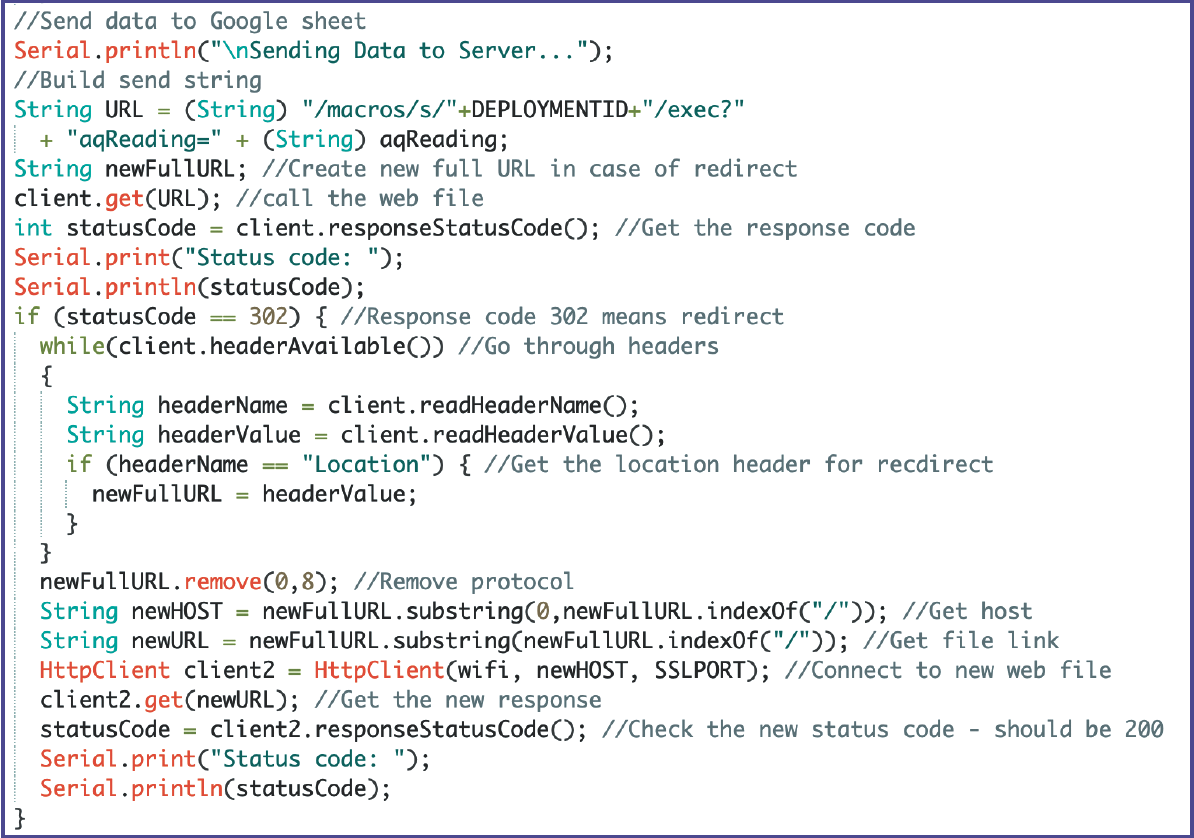 //Send data to Google sheet
Serial.println("\nSending Data to Server...");
//Build send string
String URL = (String) "/macros/s/"+DEPLOYMENTID+"/exec?"
  + "aqReading=" + (String) aqReading;
String newFullURL; //Create new full URL in case of redirect
client.get(URL); //call the web file
int statusCode = client.responseStatusCode(); //Get the response code
Serial.print("Status code: ");
Serial.println(statusCode);
if (statusCode == 302) { //Response code 302 means redirect
  while(client.headerAvailable()) //Go through headers
  {
    String headerName = client.readHeaderName();
    String headerValue = client.readHeaderValue();
    if (headerName == "Location") { //Get the location header for recdirect
      newFullURL = headerValue;
    }
  }
  newFullURL.remove(0,8); //Remove protocol
  String newHOST = newFullURL.substring(0,newFullURL.indexOf("/")); //Get host
  String newURL = newFullURL.substring(newFullURL.indexOf("/")); //Get file link
  HttpClient client2 = HttpClient(wifi, newHOST, SSLPORT); //Connect to new web file
  client2.get(newURL); //Get the new response
  statusCode = client2.responseStatusCode(); //Check the new status code - should be 200
  Serial.print("Status code: ");
  Serial.println(statusCode);
}